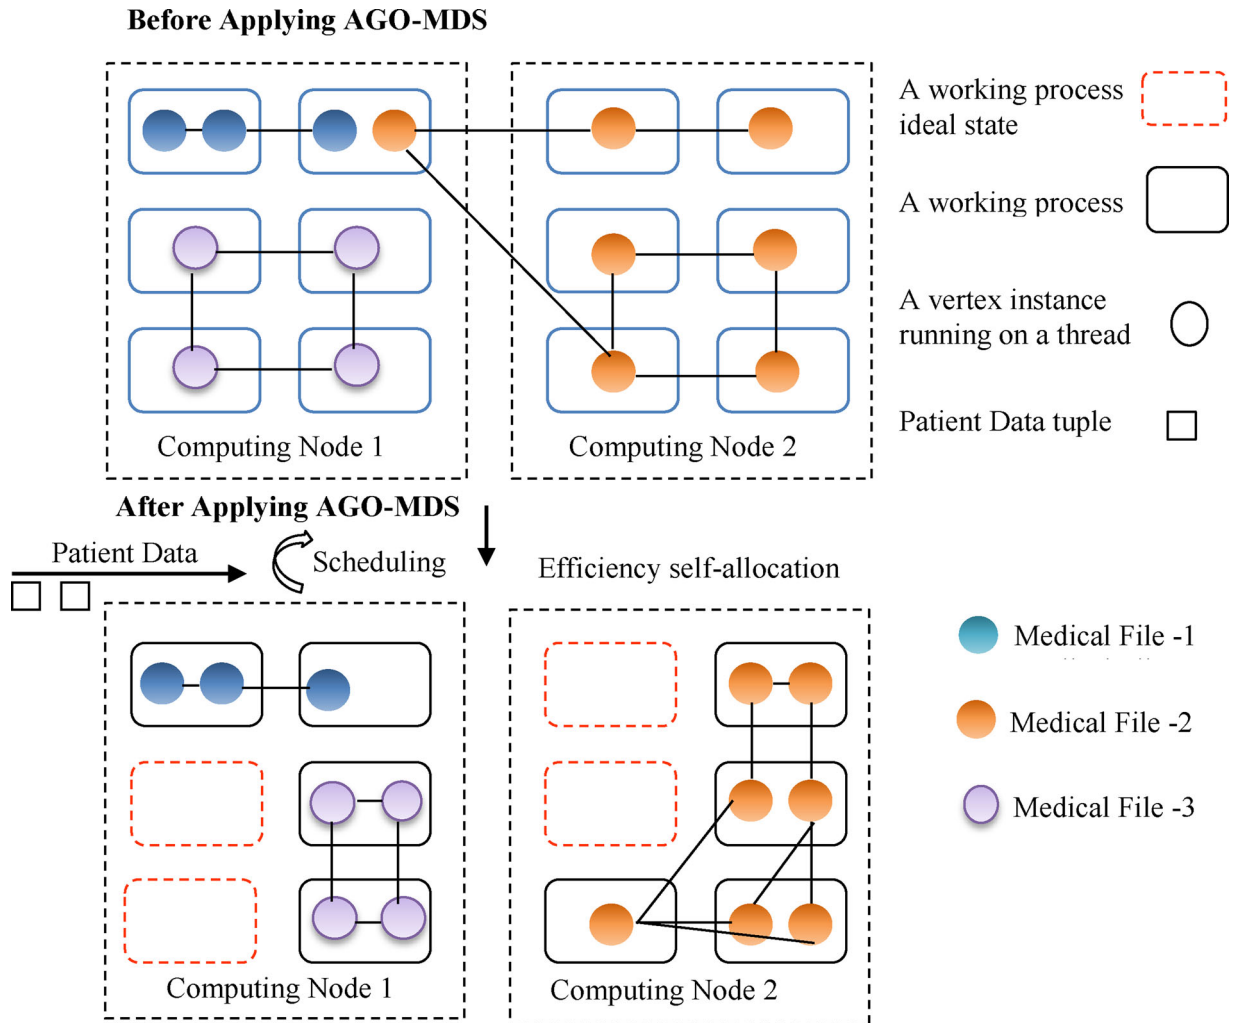 Before Applying AGO-MDS
A working process
ideal state
A working process
A vertex instance
running on a thread
Patient Data tuple
Computing Node 1
Computing Node 2
After Applying AGO-MDS
Patient Data
Scheduling
Efficiency self-allocation
Medical File -1
Medical File -2
Medical File -3
Computing Node 1
Computing Node 2